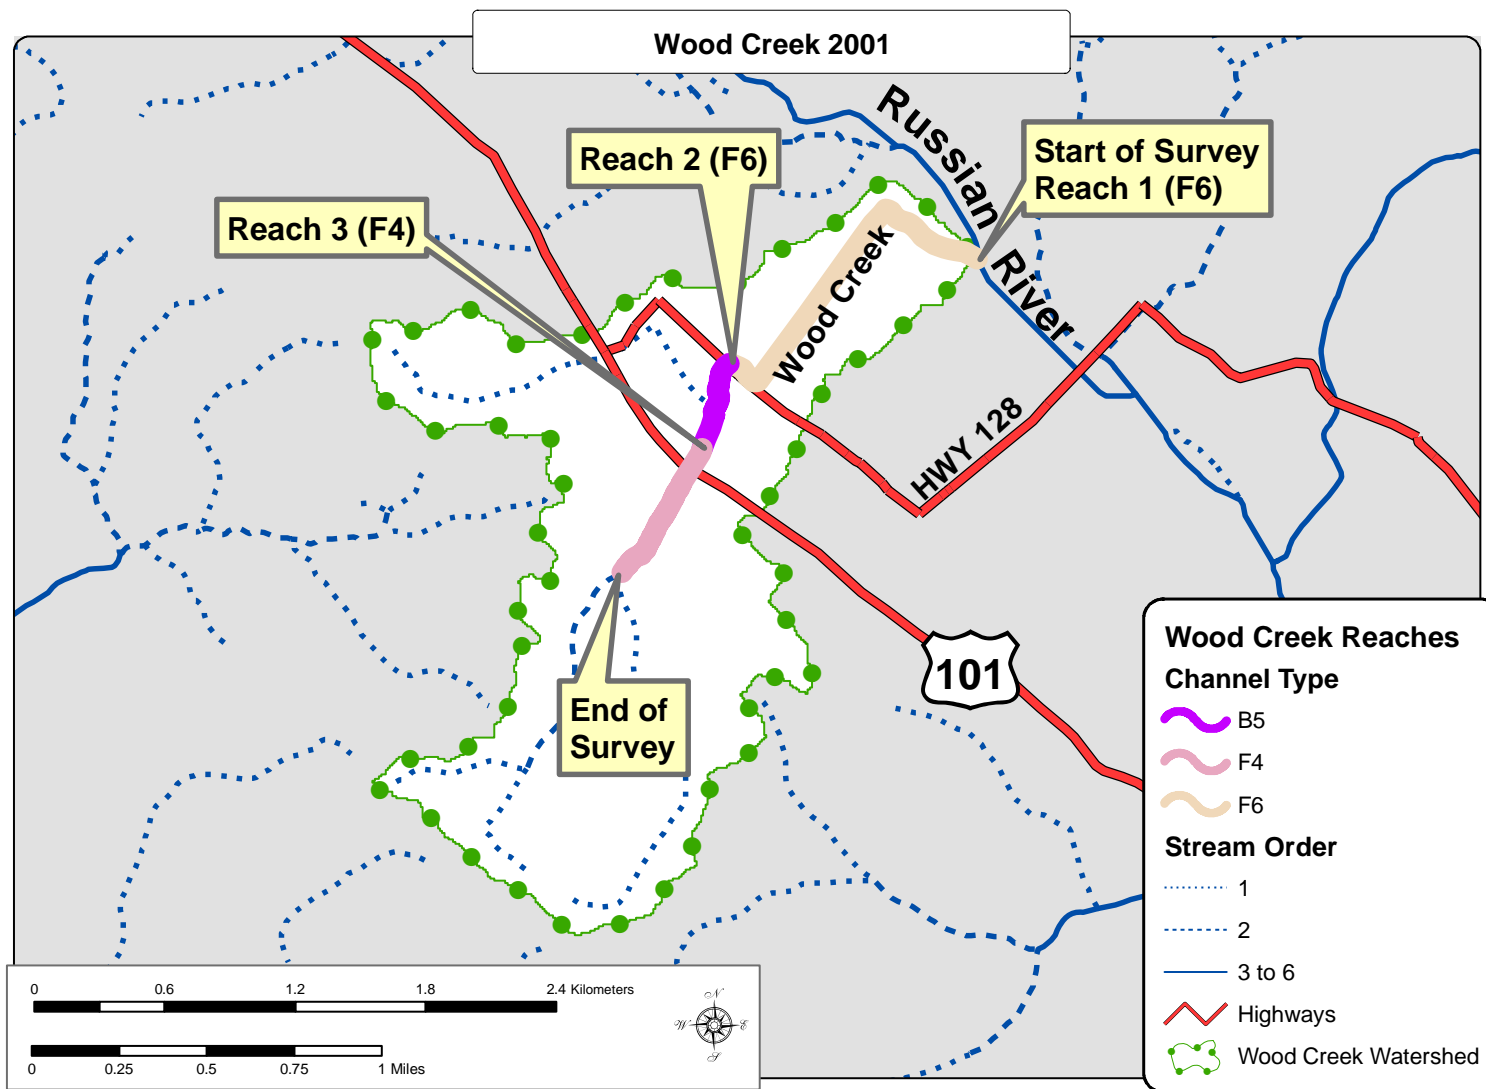 Wood Creek 2001
Russian
River
Reach 2 (F6)
Start of Survey
Reach 1 (F6)
Reach 3 (F4)
Wood Creek
HWY 128
101
End of
Survey
Wood Creek Reaches
Channel Type
B5
F4
F6
Stream Order
1
2
3 to 6
Highways
Wood Creek Watershed
0 0.6 1.2 1.8 2.4 Kilometers
0 0.25 0.5 0.75 1 Miles
N
W E
S